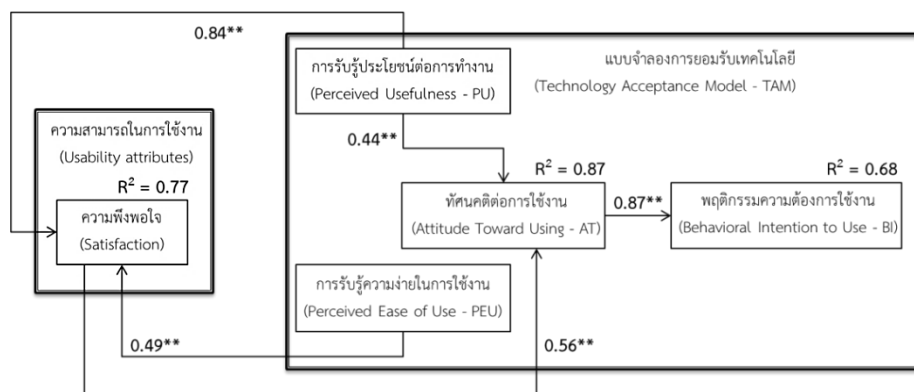 0.84**
การรับรู้ประโยชน์ต่อการทำงาน
(Perceived Usefulness - PU)
แบบจำลองการยอมรับเทคโนโลยี
(Technology Acceptance Model - TAM)
ความสามารถในการใช้งาน
(Usability attributes)
R² = 0.77
ความพึงพอใจ
(Satisfaction)
0.44**
R² = 0.87
ทัศนคติต่อการใช้งาน
(Attitude Toward Using - AT)
0.87**
R² = 0.68
พฤติกรรมความต้องการใช้งาน
(Behavioral Intention to Use - BI)
การรับรู้ความง่ายในการใช้งาน
(Perceived Ease of Use - PEU)
0.49**
0.56**